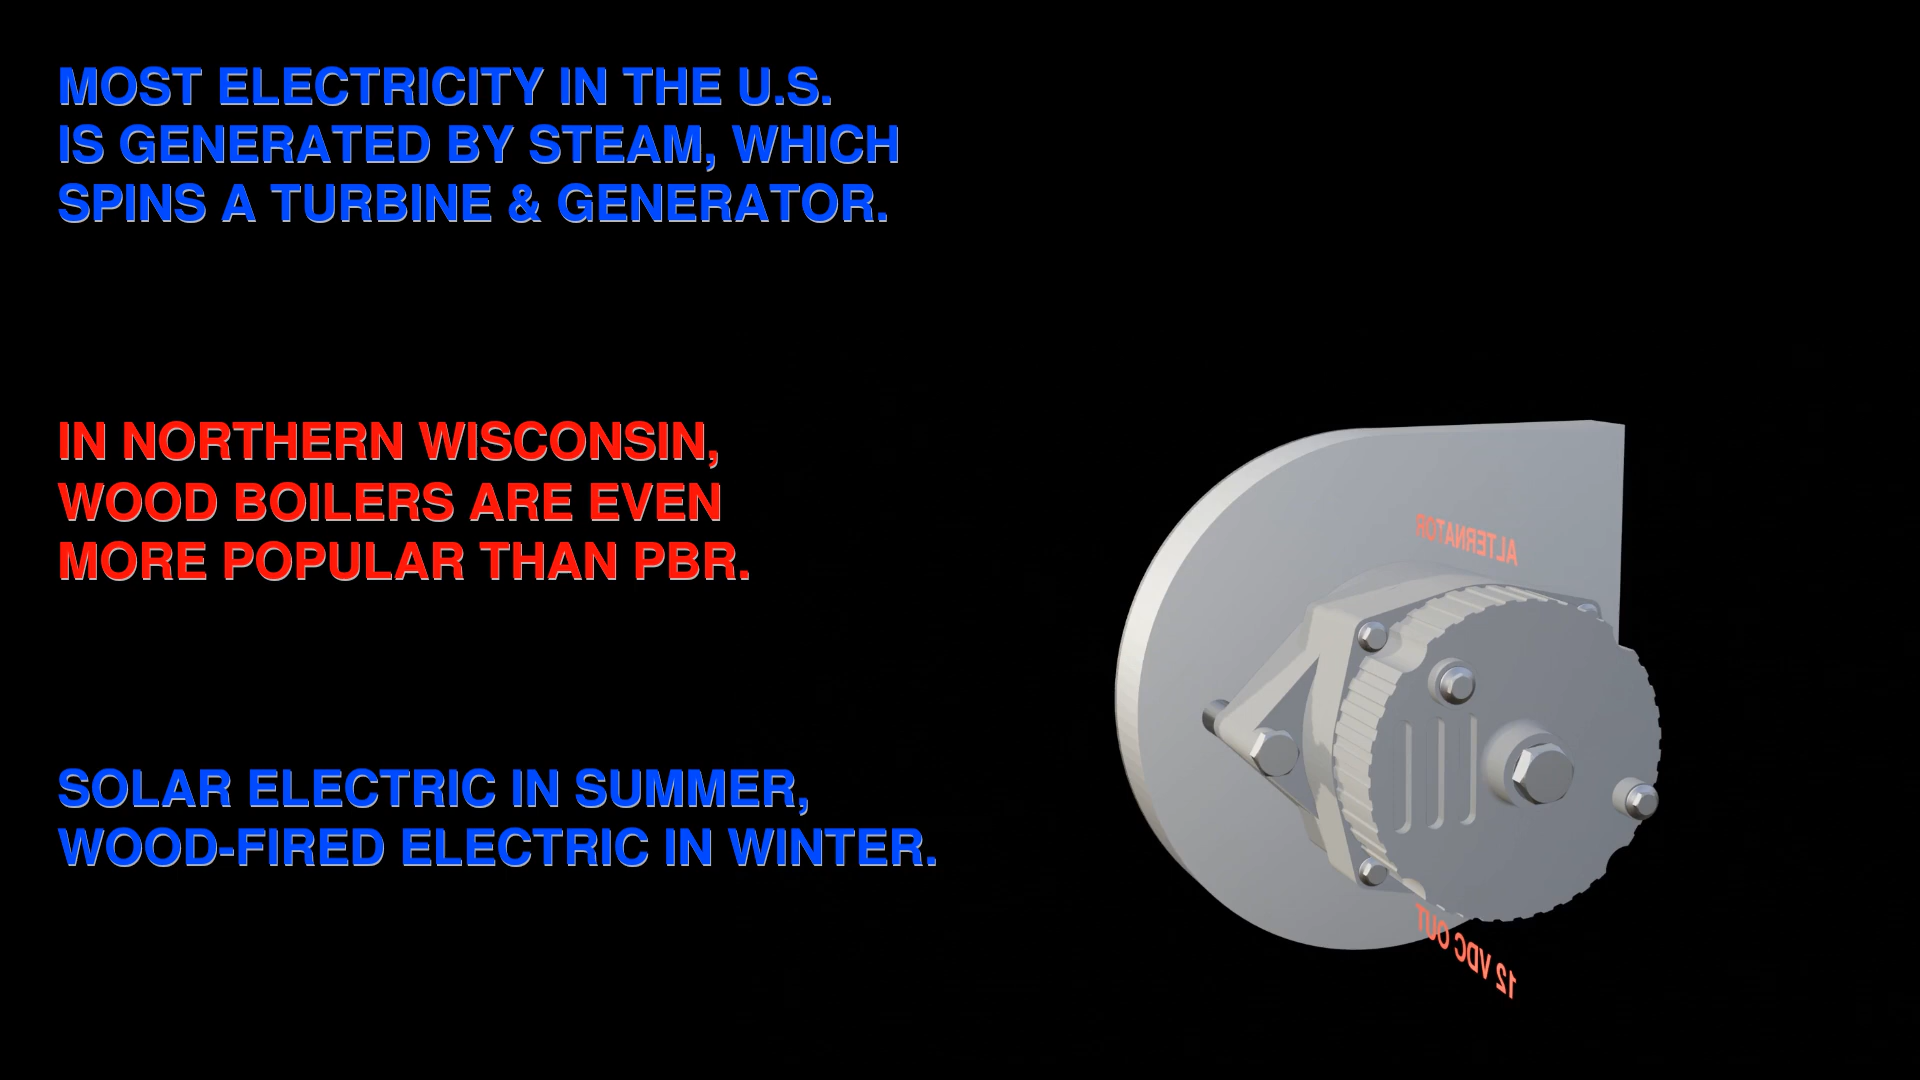 MOST ELECTRICITY IN THE U.S.
IS GENERATED BY STEAM, WHICH
SPINS A TURBINE & GENERATOR.
IN NORTHERN WISCONSIN,
WOOD BOILERS ARE EVEN
MORE POPULAR THAN PBR.
SOLAR ELECTRIC IN SUMMER,
WOOD-FIRED ELECTRIC IN WINTER.
ALTERNATOR
12 VDC OUT